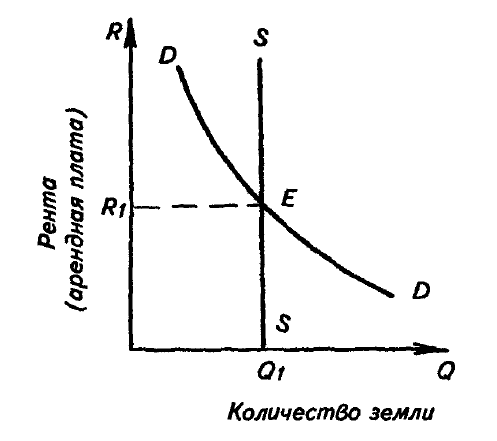 R
S
D
R1
E
D
S
Q1
Q
Рента
(арендная плата)
Количество земли